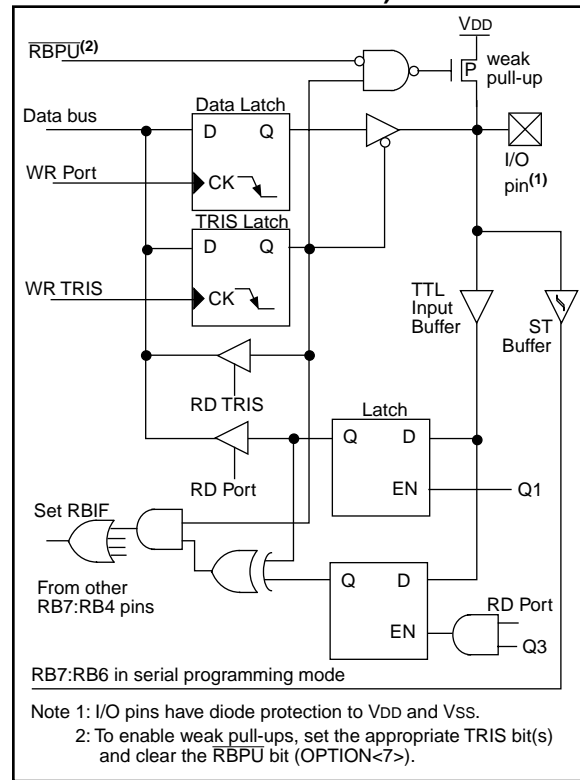 VDD
RBPU(2)
P
weak
pull-up
Data Latch
Data bus
D
Q
I/O
pin(1)
WR Port
CK
TRIS Latch
D
Q
WR TRIS
CK
TTL
Input
Buffer
ST
Buffer
RD TRIS
Latch
Q
D
RD Port
EN
Q1
Set RBIF
From other
RB7:RB4 pins
Q
D
RD Port
EN
Q3
RB7:RB6 in serial programming mode
Note 1: I/O pins have diode protection to VDD and VSS.
2: To enable weak pull-ups, set the appropriate TRIS bit(s)
and clear the RBPU bit (OPTION<7>).